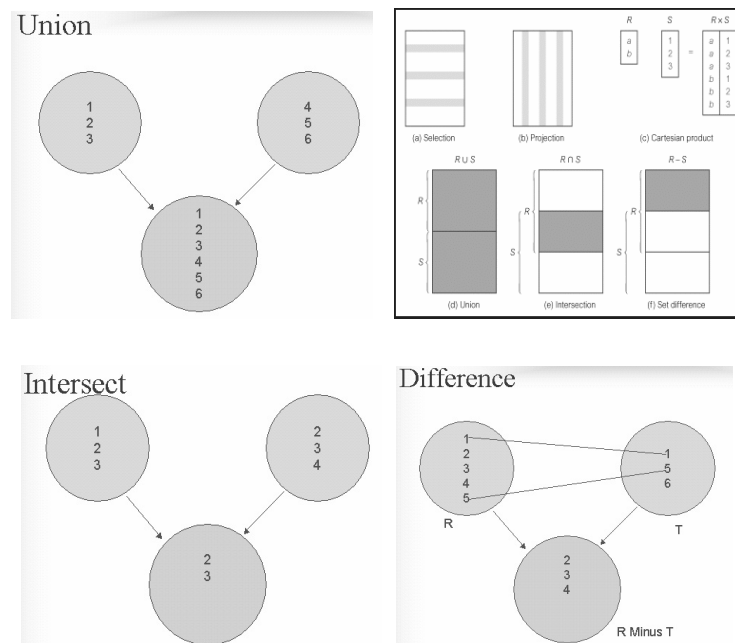 Union
1
2
3
4
5
6
1
2
3
4
5
6
R S R×S
a 1 a 1
b 2 = a 2
3 a 3
b 1
b 2
b 3
(a) Selection (b) Projection (c) Cartesian product
R ∪ S R ∩ S R – S
R
S
R
S
R
S
(d) Union (e) Intersection (f) Set difference
Intersect
1
2
3
2
3
4
2
3
Difference
1
2
3
4
5
R
1
5
6
T
2
3
4
R Minus T